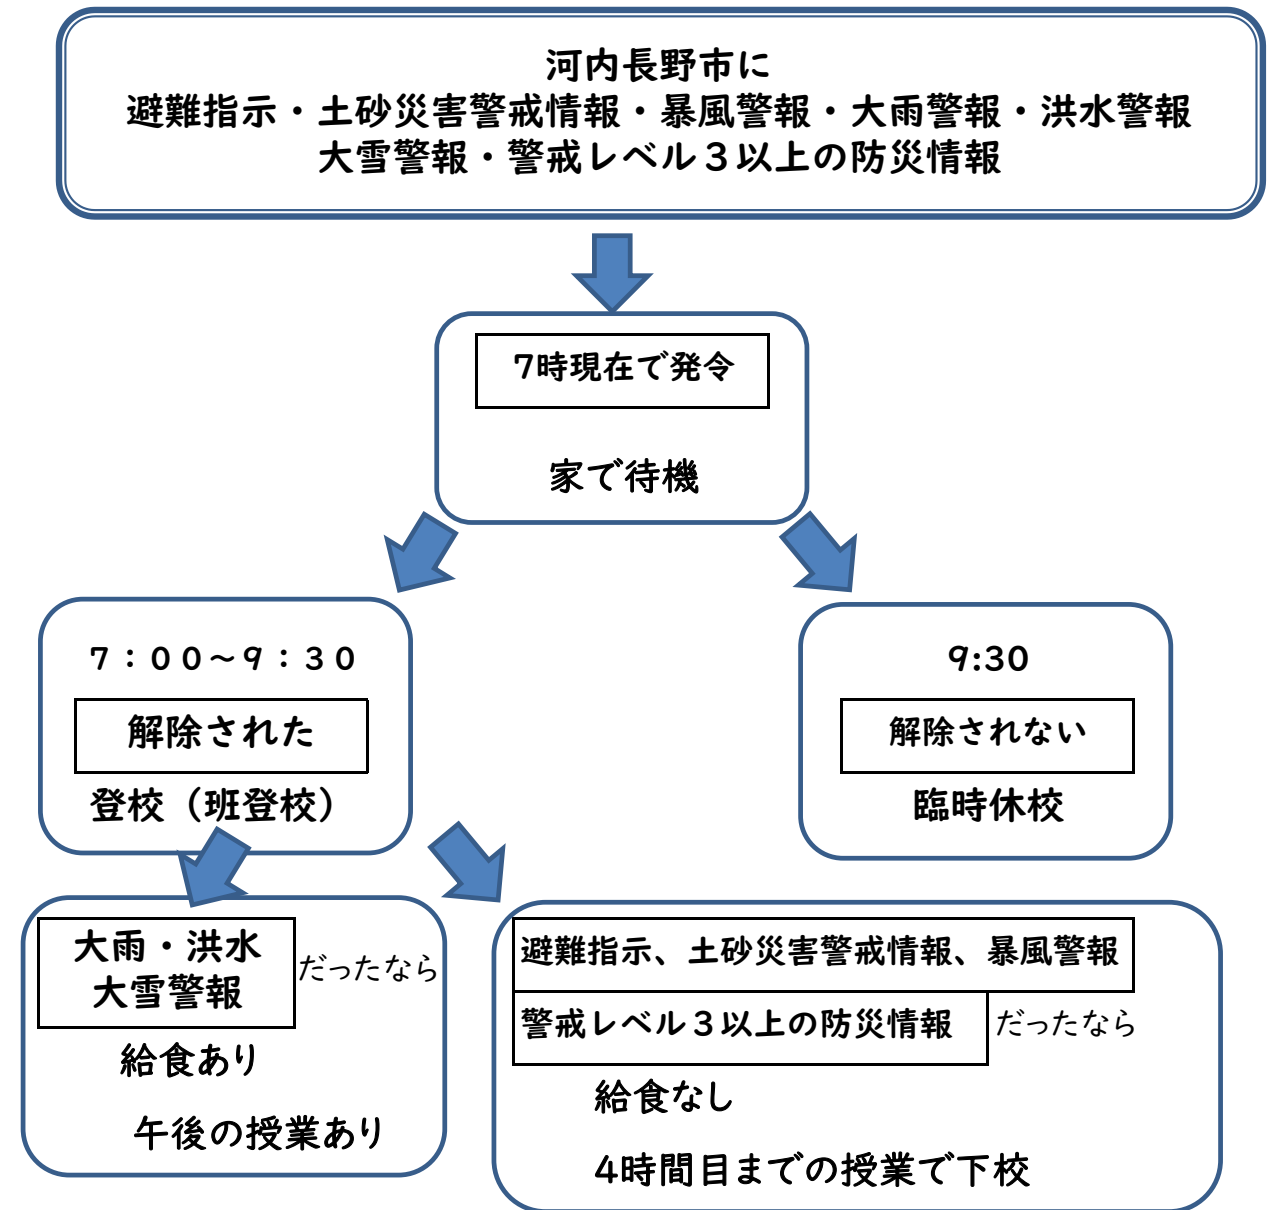 河内長野市に
避難指示・土砂災害警戒情報・暴風警報・大雨警報・洪水警報
大雪警報・警戒レベル３以上の防災情報
7時現在で発令
家で待機
７：００～９：３０
解除された
登校（班登校）
9:30
解除されない
臨時休校
大雨・洪水
大雪警報
だったなら
給食あり
午後の授業あり
避難指示、土砂災害警戒情報、暴風警報
警戒レベル３以上の防災情報
だったなら
給食なし
4時間目までの授業で下校